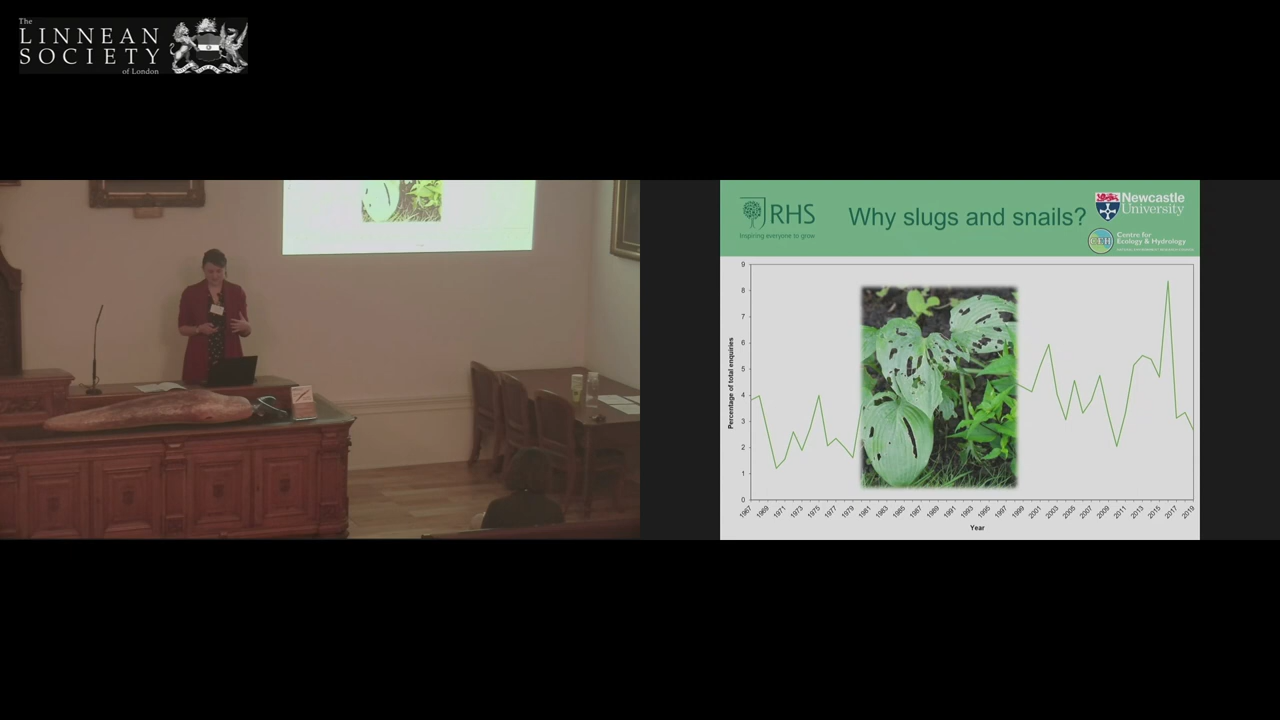 The
LINNEAN
SOCIETY
of London
RHS
Inspiring everyone to grow
Why slugs and snails?
Newcastle
University
CEH
Centre for
Ecology & Hydrology
Percentage of total enquiries
9
8
7
6
5
4
3
2
1
0
1967
1969
1971
1973
1975
1977
1979
1981
1983
1985
1987
1989
1991
1993
1995
1997
1999
2001
2003
2005
2007
2009
2011
2013
2015
2017
2019
Year